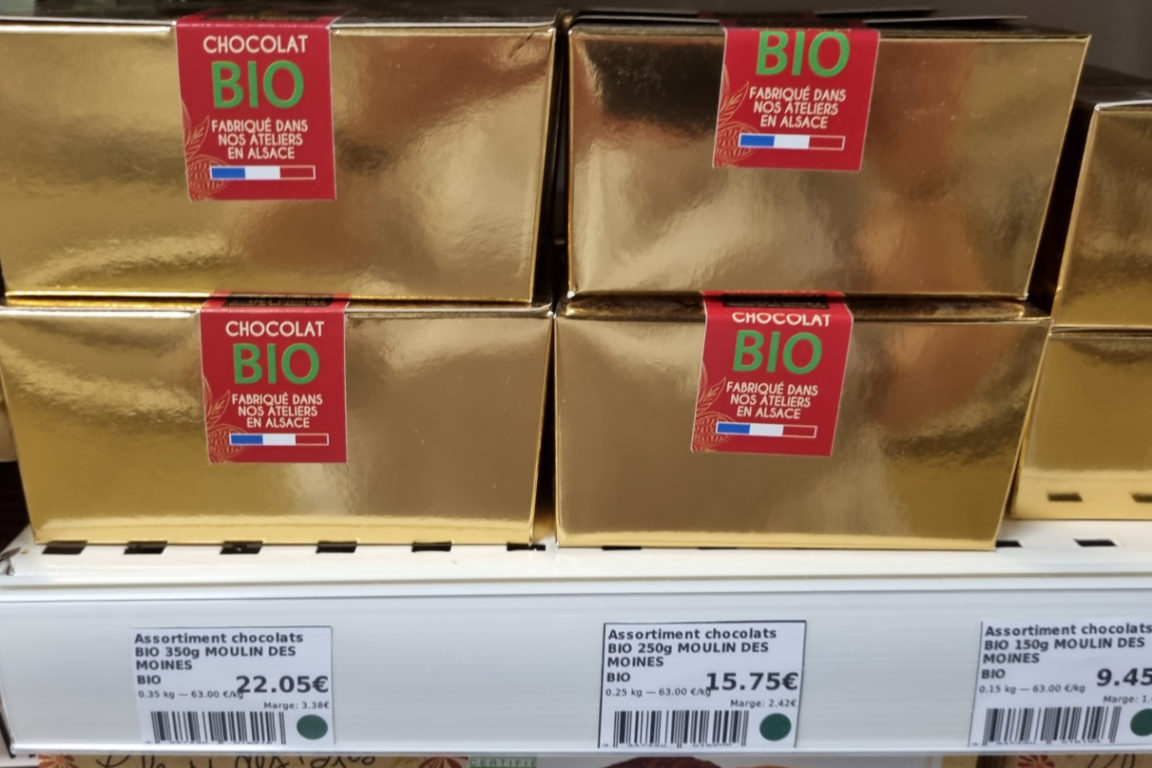 CHOCOLAT
BIO
FABRIQUÉ DANS
NOS ATELIERS
EN ALSACE
BIO
FABRIQUÉ DANS
NOS ATELIERS
EN ALSACE
CHOCOLAT
BIO
FABRIQUÉ DANS
NOS ATELIERS
EN ALSACE
CHOCOLAT
BIO
FABRIQUÉ DANS
NOS ATELIERS
EN ALSACE
Assortiment chocolats
BIO 350g MOULIN DES
MOINES
BIO
22.05€
0.35 kg — 63.00 €/kg
Marge: 3.38€
Assortiment chocolats
BIO 250g MOULIN DES
MOINES
BIO
15.75€
0.25 kg — 63.00 €/kg
Marge: 2.42€
Assortiment chocolats
BIO 150g MOULIN DES
MOINES
BIO
9.45
0.15 kg — 63.00 €/kg
Marge: 1.
CERTIFIÉ